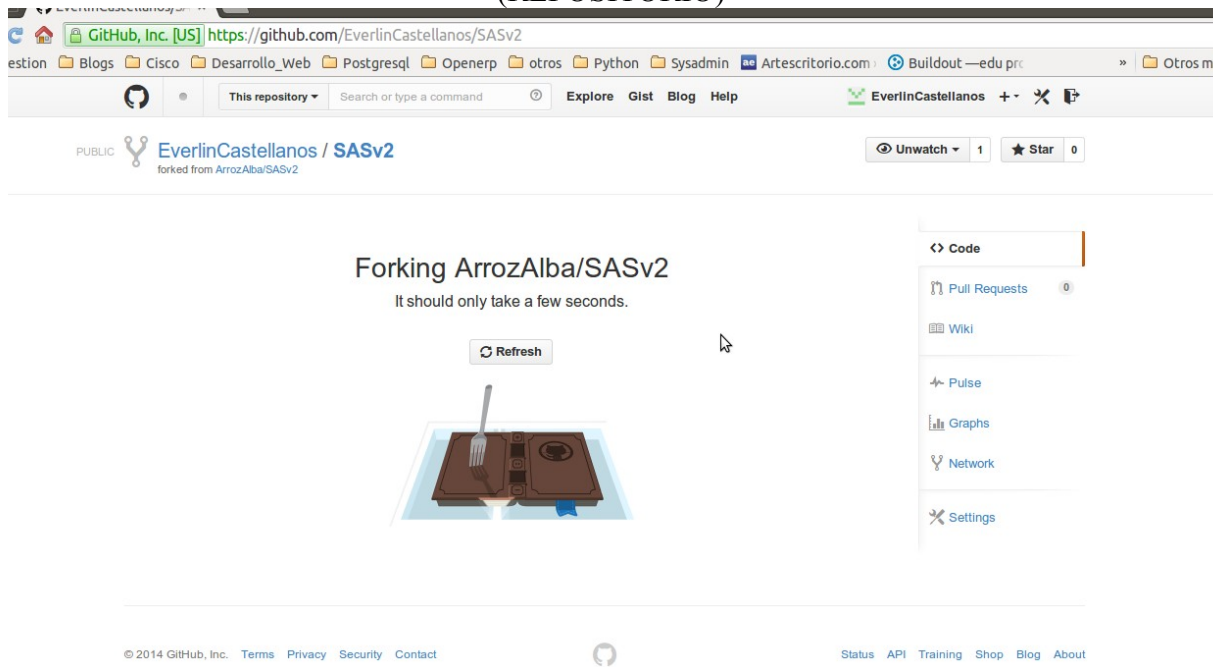 (REPOSITORIO)
GitHub, Inc. [US] https://github.com/EverlinCastellanos/SASv2
estion Blogs Cisco Desarrollo_Web Postgresql Openerp otros Python Sysadmin ae Artescritorio.com Buildout —edu pro » Otros m
This repository Search or type a command Explore Gist Blog Help EverlinCastellanos
PUBLIC EverlinCastellanos / SASv2 Unwatch 1 Star 0
forked from ArrozAlba/SASv2
Forking ArrozAlba/SASv2
It should only take a few seconds.
Refresh
Code
Pull Requests 0
Wiki
Pulse
Graphs
Network
Settings
© 2014 GitHub, Inc. Terms Privacy Security Contact Status API Training Shop Blog About